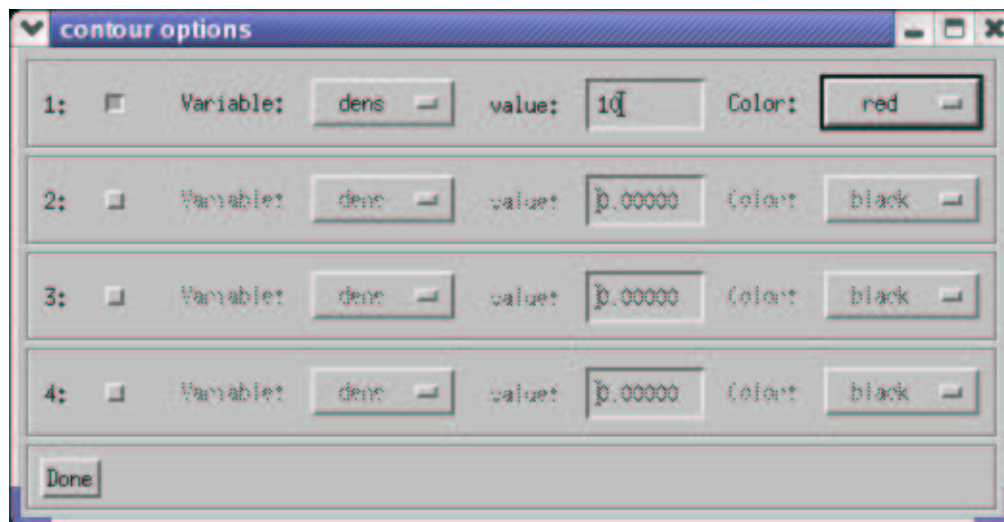 contour options
1: Variable: dens value: 10 Color: red
2: Variable: dens value: 0.00000 Color: black
3: Variable: dens value: 0.00000 Color: black
4: Variable: dens value: 0.00000 Color: black
Done